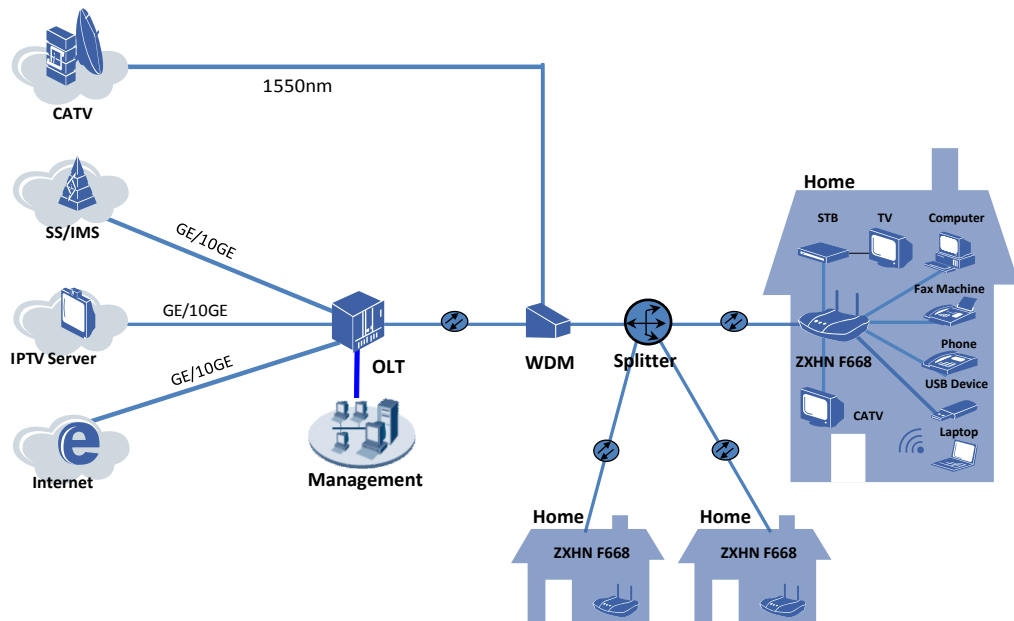 CATV
1550nm
SS/IMS
GE/10GE
IPTV Server
GE/10GE
GE/10GE
Internet
OLT
Management
WDM
Splitter
Home
STB
TV
Computer
Fax Machine
ZXHN F668
Phone
USB Device
CATV
Laptop
Home
ZXHN F668
Home
ZXHN F668